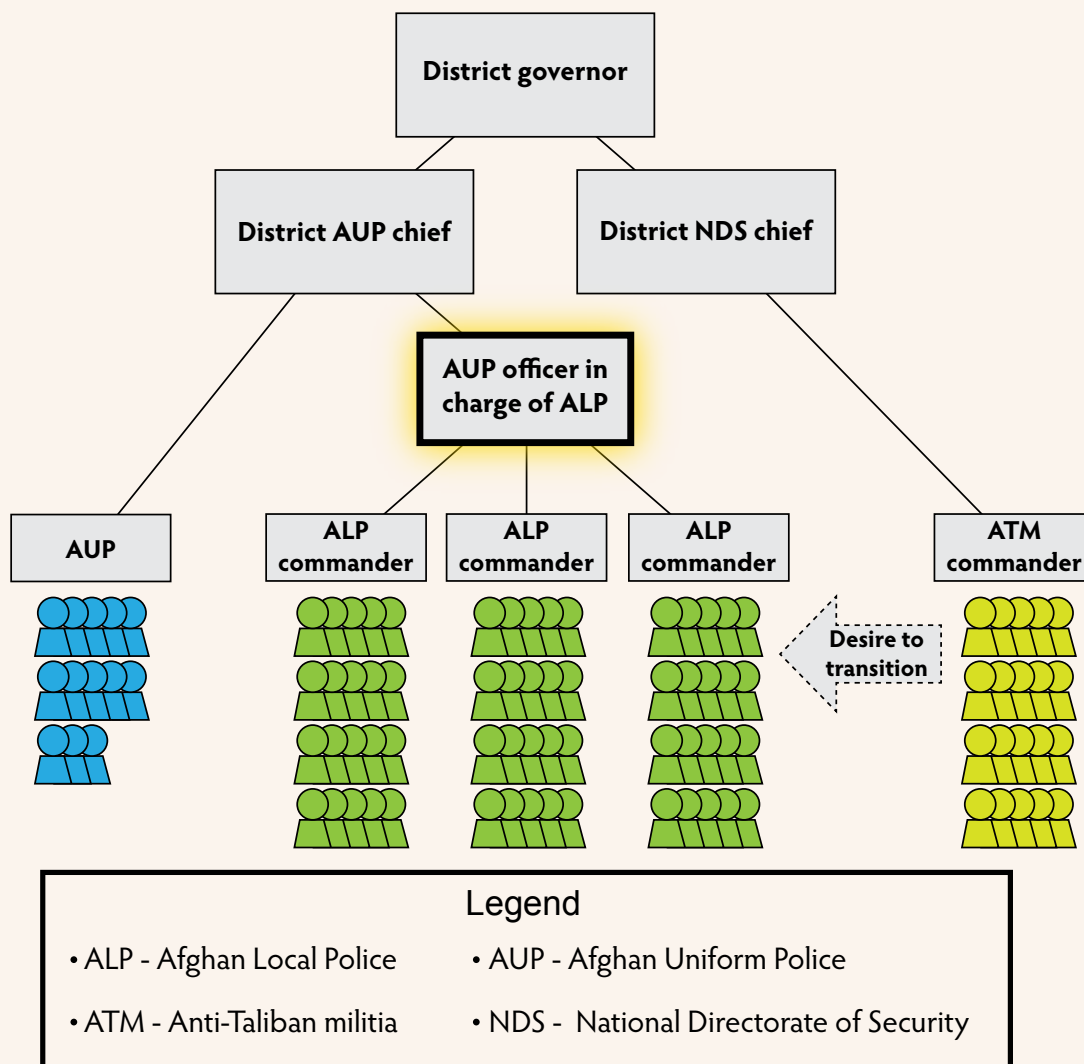 District governor
District AUP chief
District NDS chief
AUP officer in
charge of ALP
AUP
ALP
commander
ALP
commander
ALP
commander
ATM
commander
Desire to
transition
Legend
• ALP - Afghan Local Police
• AUP - Afghan Uniform Police
• ATM - Anti-Taliban militia
• NDS - National Directorate of Security